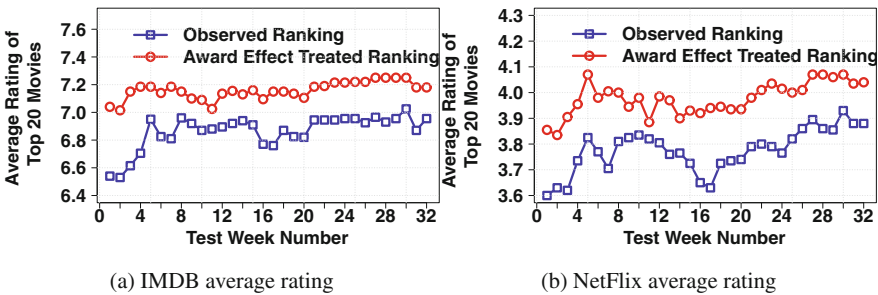 Average Rating of
Top 20 Movies
7.6
7.4
7.2
7.0
6.8
6.6
6.4
Observed Ranking
Award Effect Treated Ranking
0 4 8 12 16 20 24 28 32
Test Week Number
(a) IMDB average rating
Average Rating of
Top 20 Movies
4.3
4.2
4.1
4.0
3.9
3.8
3.7
3.6
Observed Ranking
Award Effect Treated Ranking
0 4 8 12 16 20 24 28 32
Test Week Number
(b) NetFlix average rating